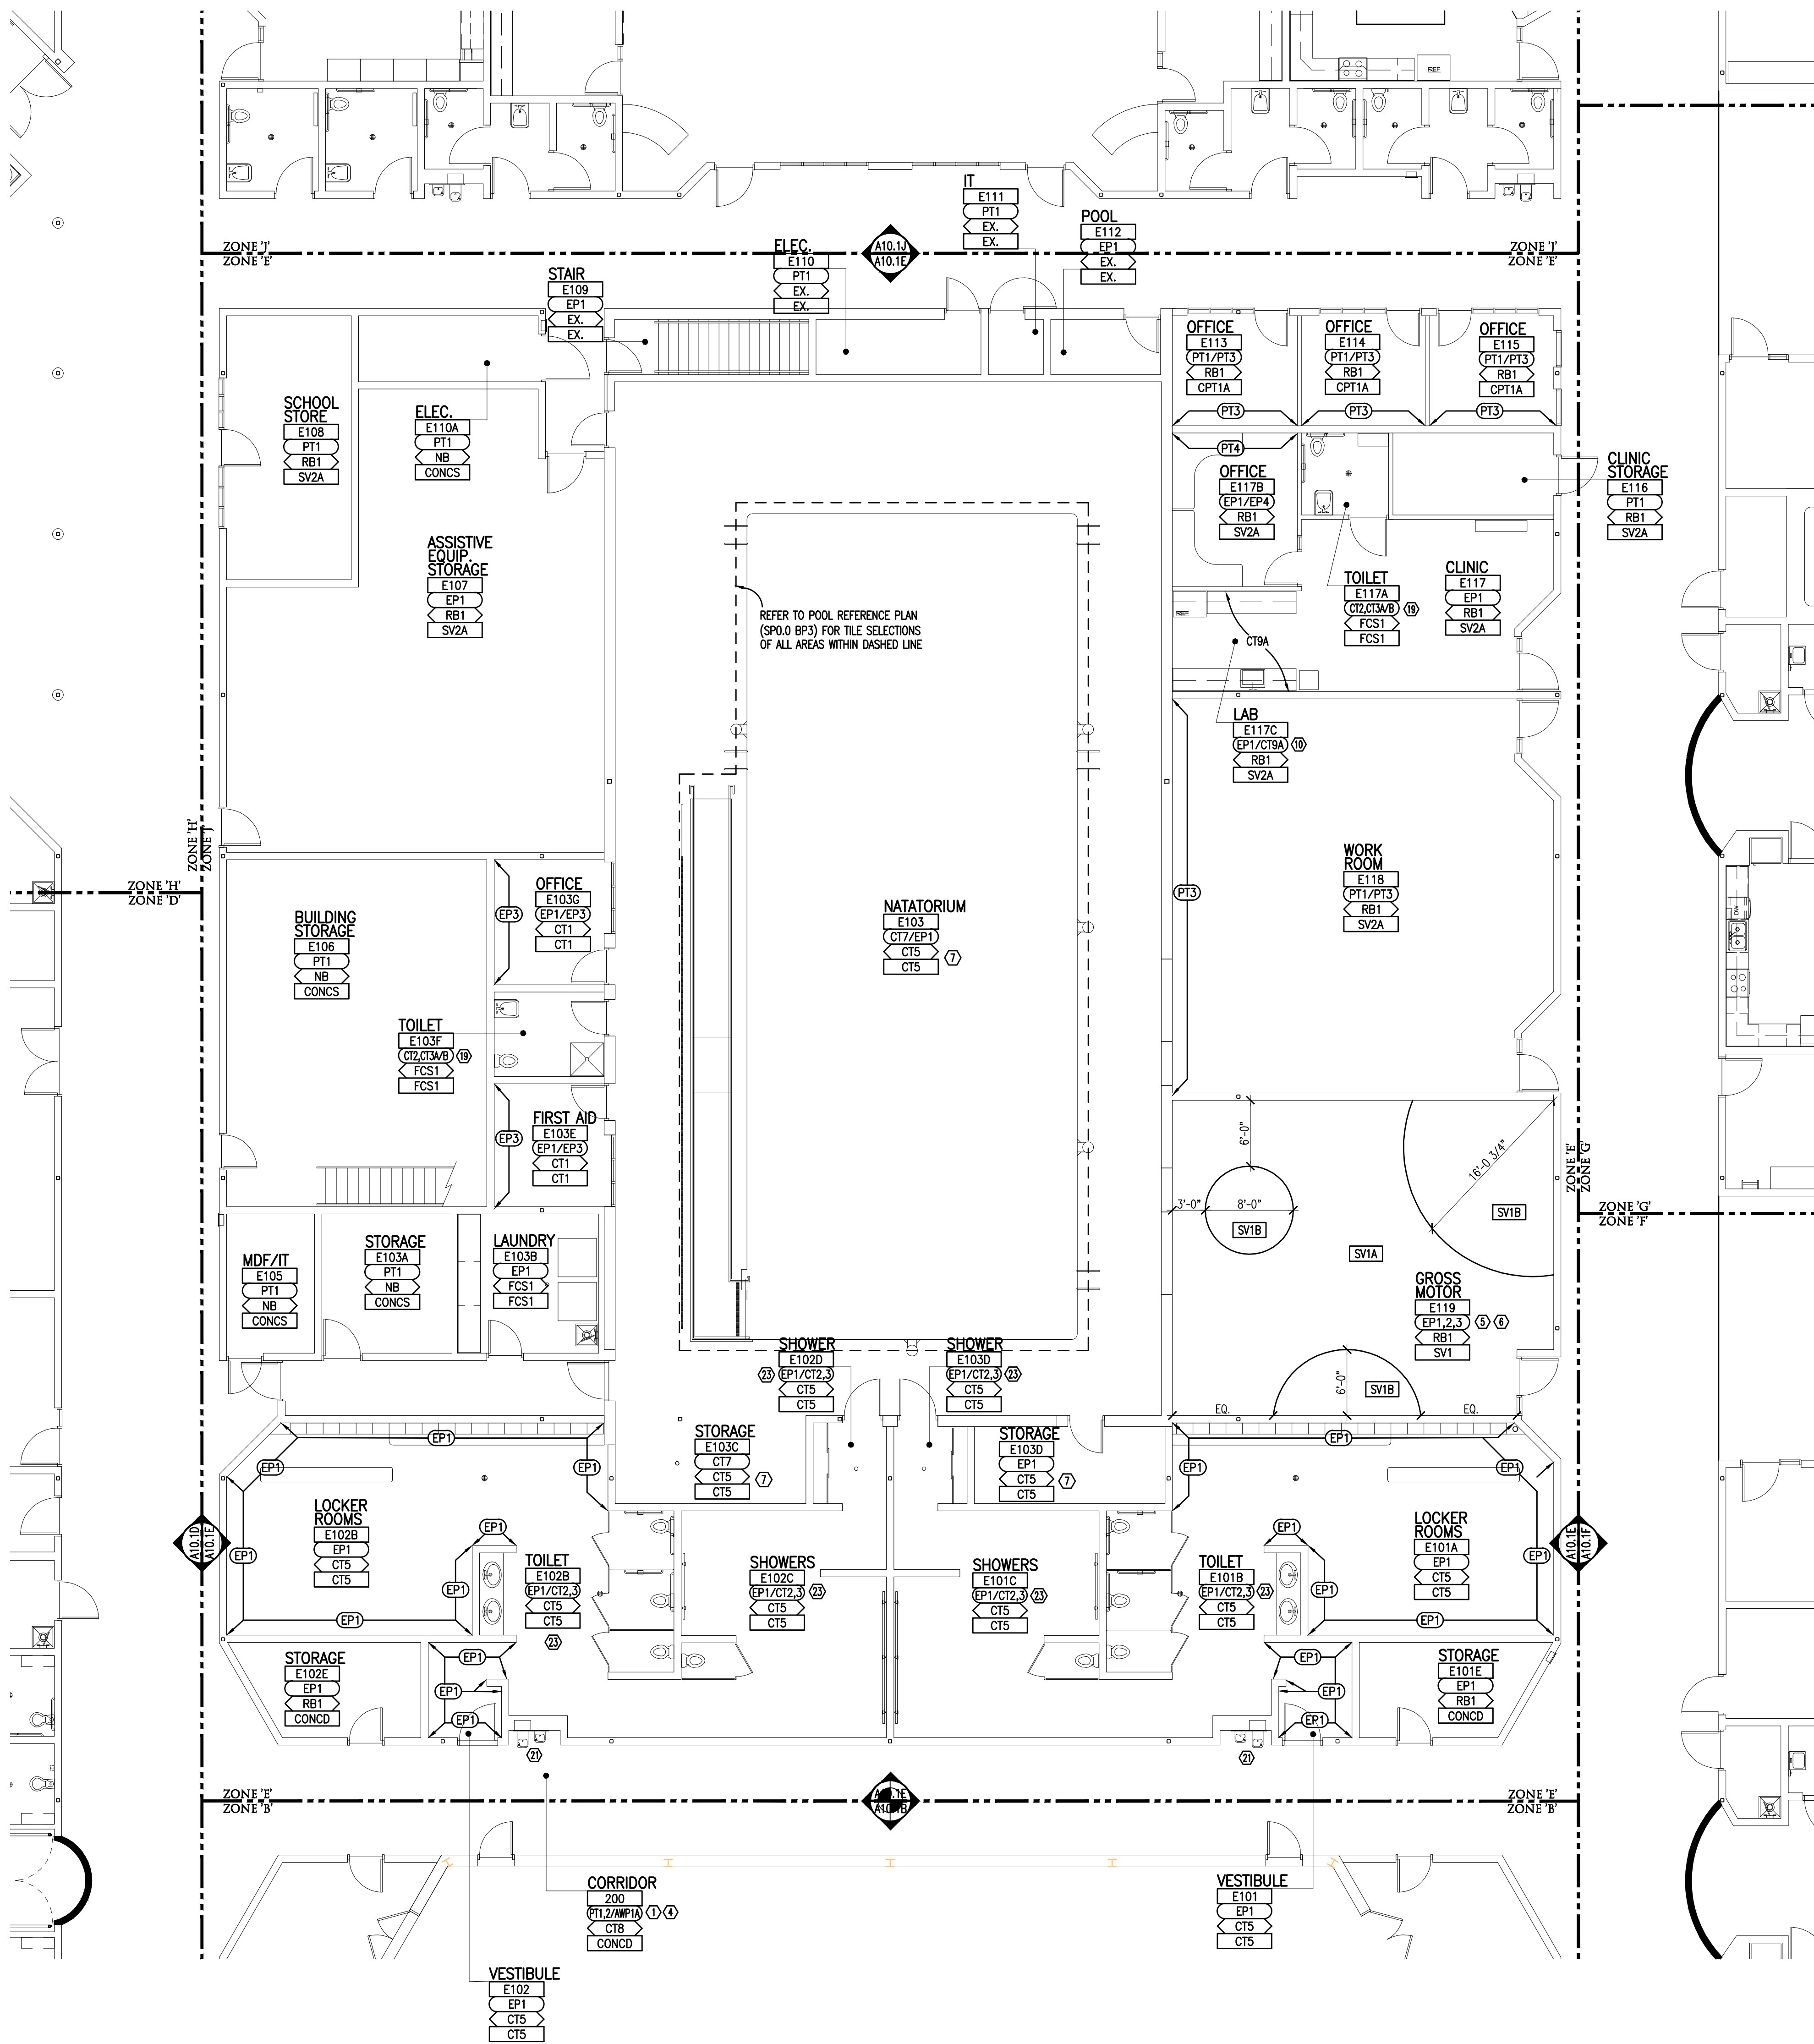 REF
REF
IT
E111
PT1
EX.
EX.
POOL
E112
EP1
EX.
EX.
ZONE 'J'
ZONE 'E'
ELEC.
E110
PT1
EX.
EX.
A10.1J
A10.1E
ZONE 'J'
ZONE 'E'
STAIR
E109
EP1
EX.
EX.
OFFICE
E113
PT1/PT3
RB1
CPT1A
OFFICE
E114
PT1/PT3
RB1
CPT1A
OFFICE
E115
PT1/PT3
RB1
CPT1A
PT3
PT3
PT3
SCHOOL
STORE
E108
PT1
RB1
SV2A
ELEC.
E110A
PT1
NB
CONCS
PT4
OFFICE
E117B
EP1/EP4
RB1
SV2A
CLINIC
STORAGE
E116
PT1
RB1
SV2A
ASSISTIVE
EQUIP.
STORAGE
E107
EP1
RB1
SV2A
REFER TO POOL REFERENCE PLAN
(SP0.0 BP3) FOR TILE SELECTIONS
OF ALL AREAS WITHIN DASHED LINE
TOILET
E117A
CT2,CT3A/B 19
FCS1
FCS1
CLINIC
E117
EP1
RB1
SV2A
REF
CT9A
LAB
E117C
EP1/CT9A 10
RB1
SV2A
ZONE 'H'
ZONE 'J'
ZONE 'H'
ZONE 'D'
WORK
ROOM
E118
PT1/PT3
RB1
SV2A
PT3
DW
BUILDING
STORAGE
E106
PT1
NB
CONCS
EP3
OFFICE
E103G
EP1/EP3
CT1
CT1
NATATORIUM
E103
CT7/EP1
CT5
CT5 7
TOILET
E103F
CT2,CT3A/B 19
FCS1
FCS1
EP3
FIRST AID
E103E
EP1/EP3
CT1
CT1
6'-0"
16'-0 3/4"
ZONE 'E'
ZONE 'G'
3'-0" 8'-0"
SV1B
SV1B
SV1A
ZONE 'G'
ZONE 'F'
MDF/IT
E105
PT1
NB
CONCS
STORAGE
E103A
PT1
NB
CONCS
LAUNDRY
E103B
EP1
FCS1
FCS1
GROSS
MOTOR
E119
EP1,2,3 5 6
RB1
SV1
SHOWER
E102D
23 EP1/CT2,3
CT5
CT5
SHOWER
E103D
EP1/CT2,3 23
CT5
CT5
6'-0"
SV1B
EQ.
EQ.
STORAGE
E103C
CT7
CT5 7
CT5
STORAGE
E103D
EP1
CT5 7
CT5
EP1
EP1
EP1
EP1
EP1
EP1
LOCKER
ROOMS
E102B
EP1
CT5
CT5
EP1
EP1
EP1
EP1
A10.1D
A10.1E
TOILET
E102B
EP1/CT2,3
CT5
CT5
23
SHOWERS
E102C
EP1/CT2,3 23
CT5
CT5
SHOWERS
E101C
EP1/CT2,3 23
CT5
CT5
TOILET
E101B
EP1/CT2,3 23
CT5
CT5
EP1
EP1
EP1
EP1
LOCKER
ROOMS
E101A
EP1
CT5
CT5
A10.1E
A10.1F
STORAGE
E102E
EP1
RB1
CONCD
EP1
EP1
EP1
EP1
EP1
EP1
STORAGE
E101E
EP1
RB1
CONCD
21
21
ZONE 'E'
ZONE 'B'
ZONE 'E'
ZONE 'B'
CORRIDOR
200
PT1,2/AWP1A 1 4
CT8
CONCD
VESTIBULE
E101
EP1
CT5
CT5
VESTIBULE
E102
EP1
CT5
CT5